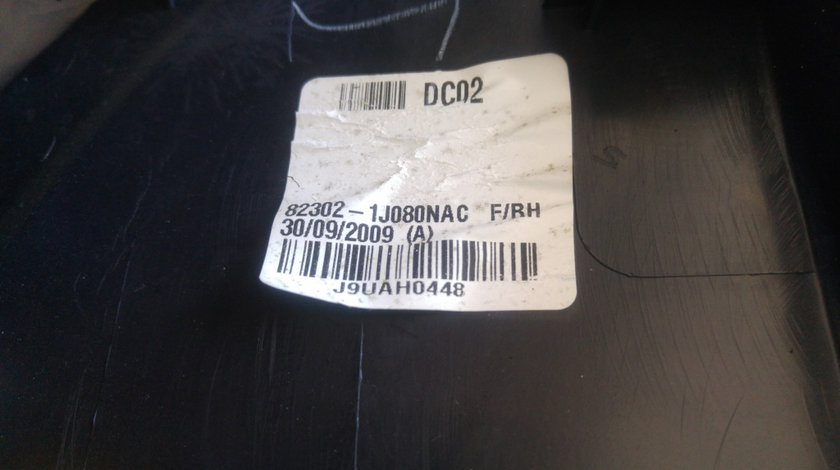 DC02
82302-1J080NAC F/RH
30/09/2009 (A)
J9UAH0448